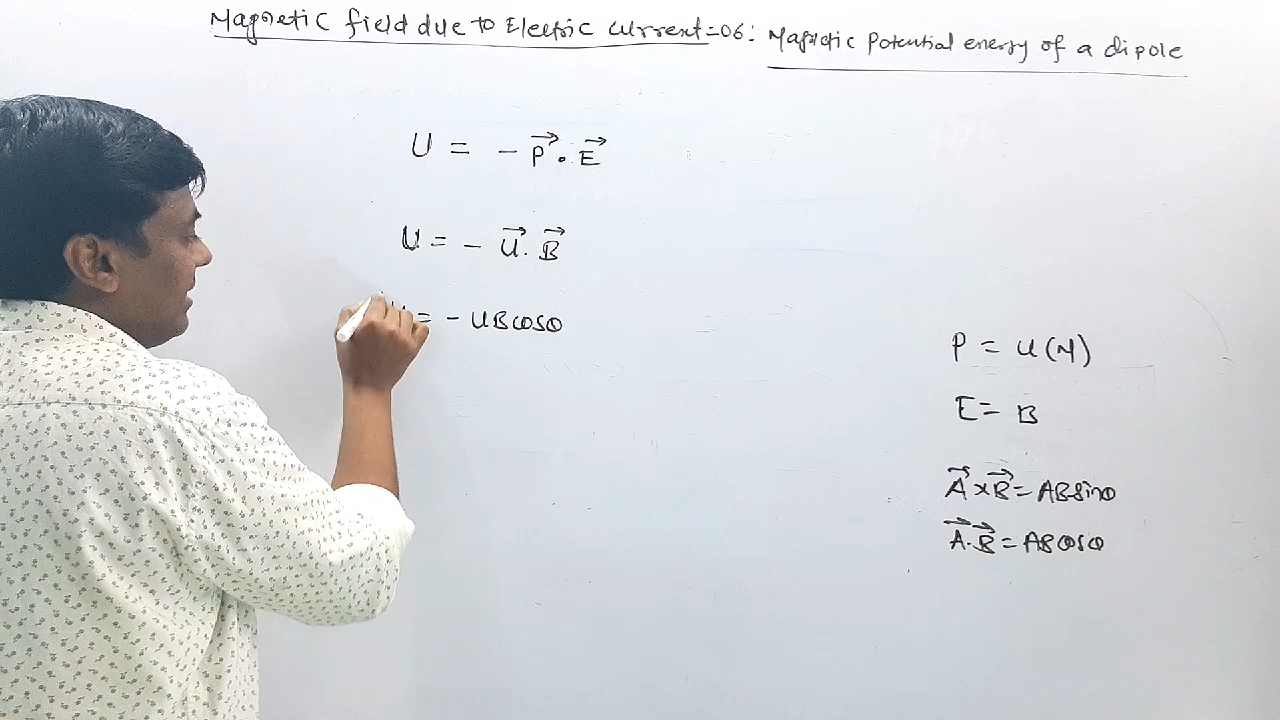 Magnetic field due to Electric current=06: Magnetic potential energy of a dipole
U = - P⃗ . E⃗
U = - U⃗ . B⃗
= - UBcosθ
P = U(M)
E = B
A⃗ × B⃗ = ABsinθ
A⃗ . B⃗ = ABcosθ